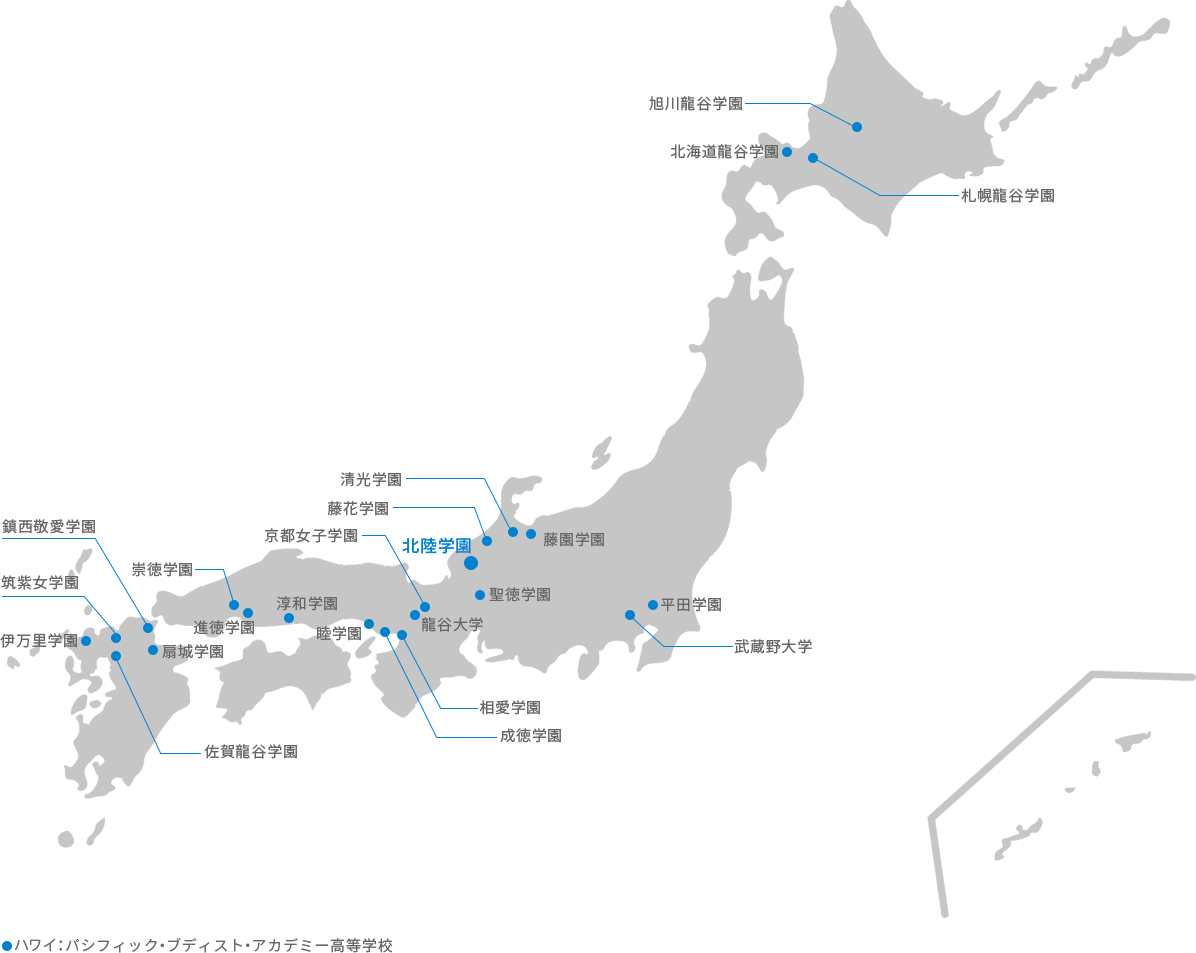 旭川龍谷学園
北海道龍谷学園
札幌龍谷学園
清光学園
藤花学園
京都女子学園
北陸学園
藤園学園
鎮西敬愛学園
崇徳学園
筑紫女学園
淳和学園
聖徳学園
平田学園
進徳学園
睦学園
龍谷大学
伊万里学園
扇城学園
武蔵野大学
相愛学園
成徳学園
佐賀龍谷学園
ハワイ：パシフィック・ブディスト・アカデミー高等学校